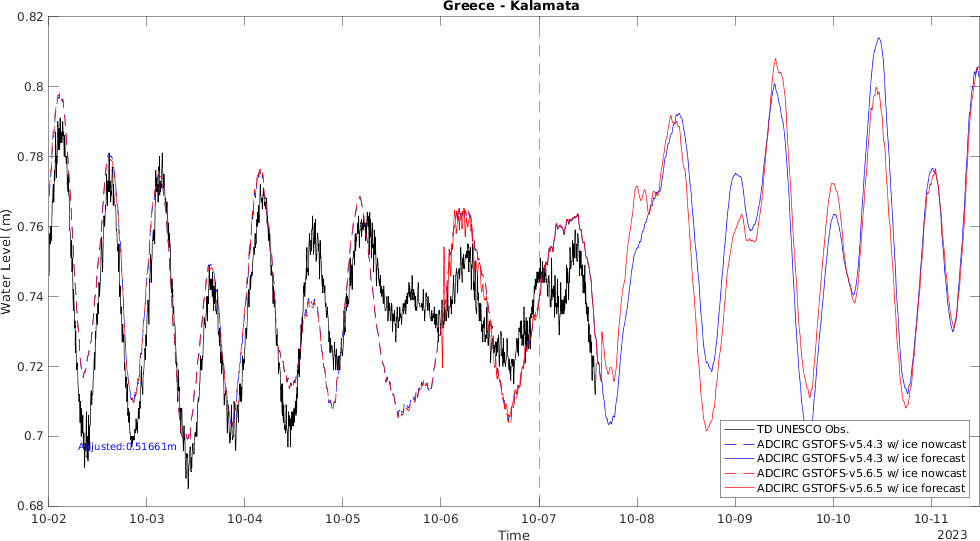 Greece - Kalamata
0.82
0.8
0.78
0.76
0.74
0.72
0.7
0.68
Water Level (m)
Adjusted:0.51661m
TD UNESCO Obs.
ADCIRC GSTOFS-v5.4.3 w/ ice nowcast
ADCIRC GSTOFS-v5.4.3 w/ ice forecast
ADCIRC GSTOFS-v5.6.5 w/ ice nowcast
ADCIRC GSTOFS-v5.6.5 w/ ice forecast
10-02 10-03 10-04 10-05 10-06 10-07 10-08 10-09 10-10 10-11
Time
2023